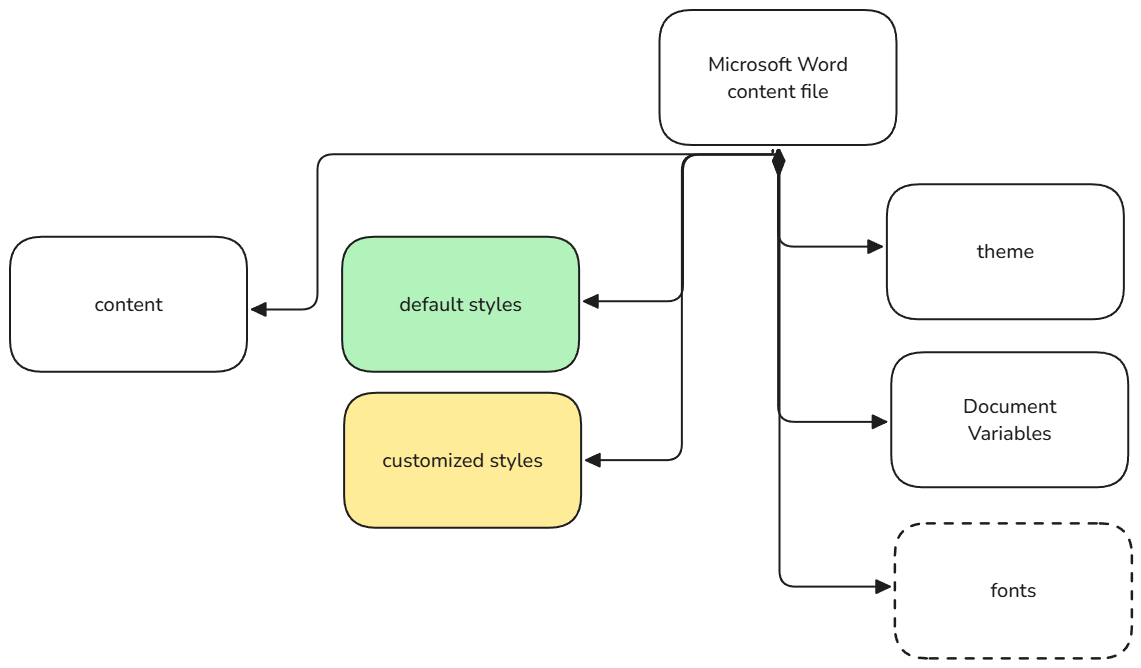 Microsoft Word
content file
theme
content
default styles
Document
Variables
customized styles
fonts